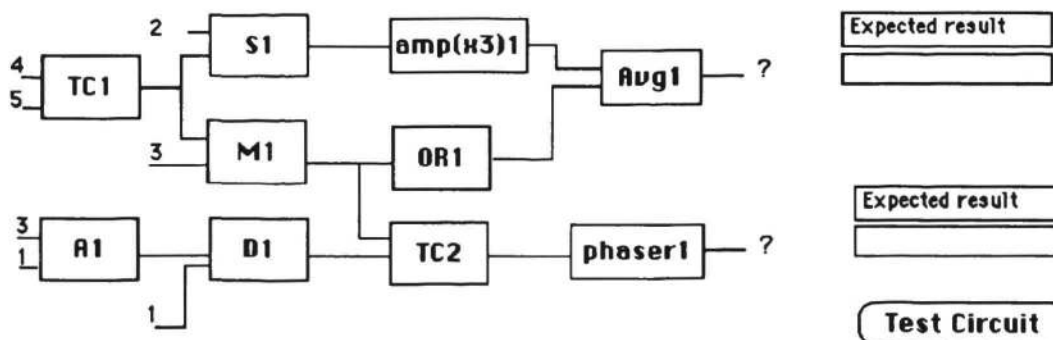 2
S1
amp(x3)1
Expected result
4
5
TC1
Avg1
?
3
M1
OR1
Expected result
3
1
A1
D1
TC2
phaser1
?
1
Test Circuit